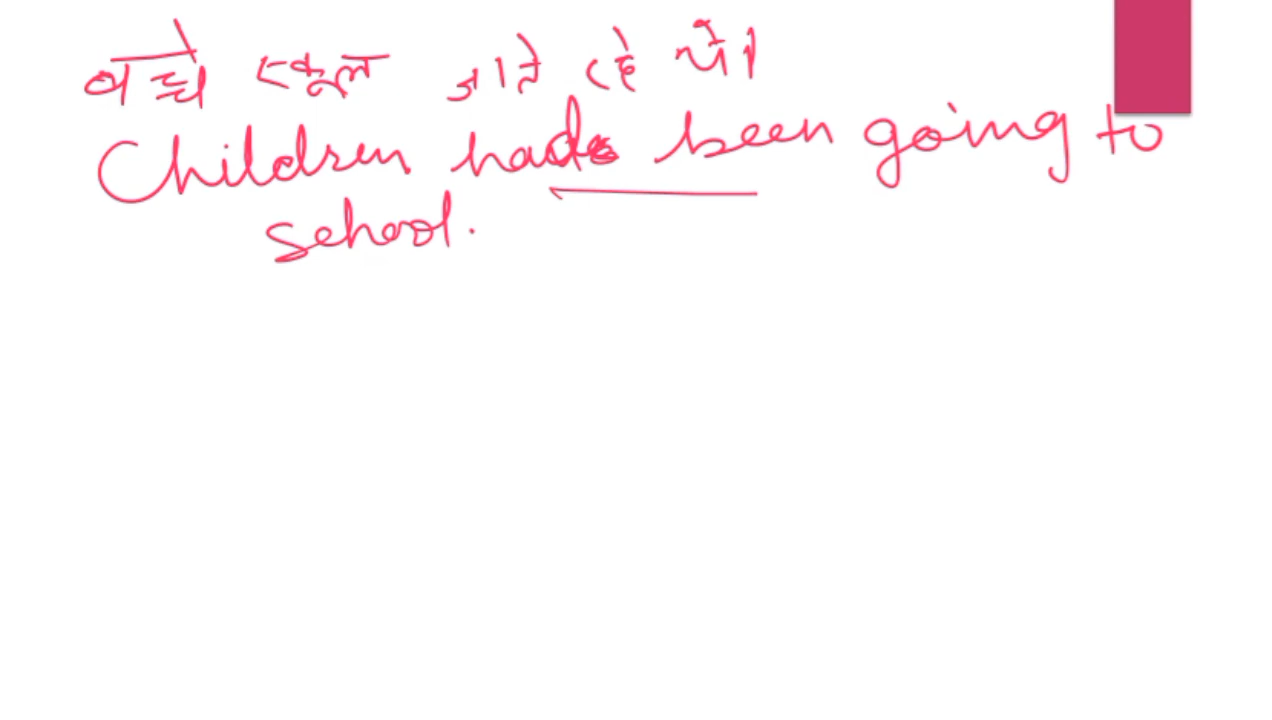 बच्चे स्कूल जाते रहे थे।
Children had been going to
school.